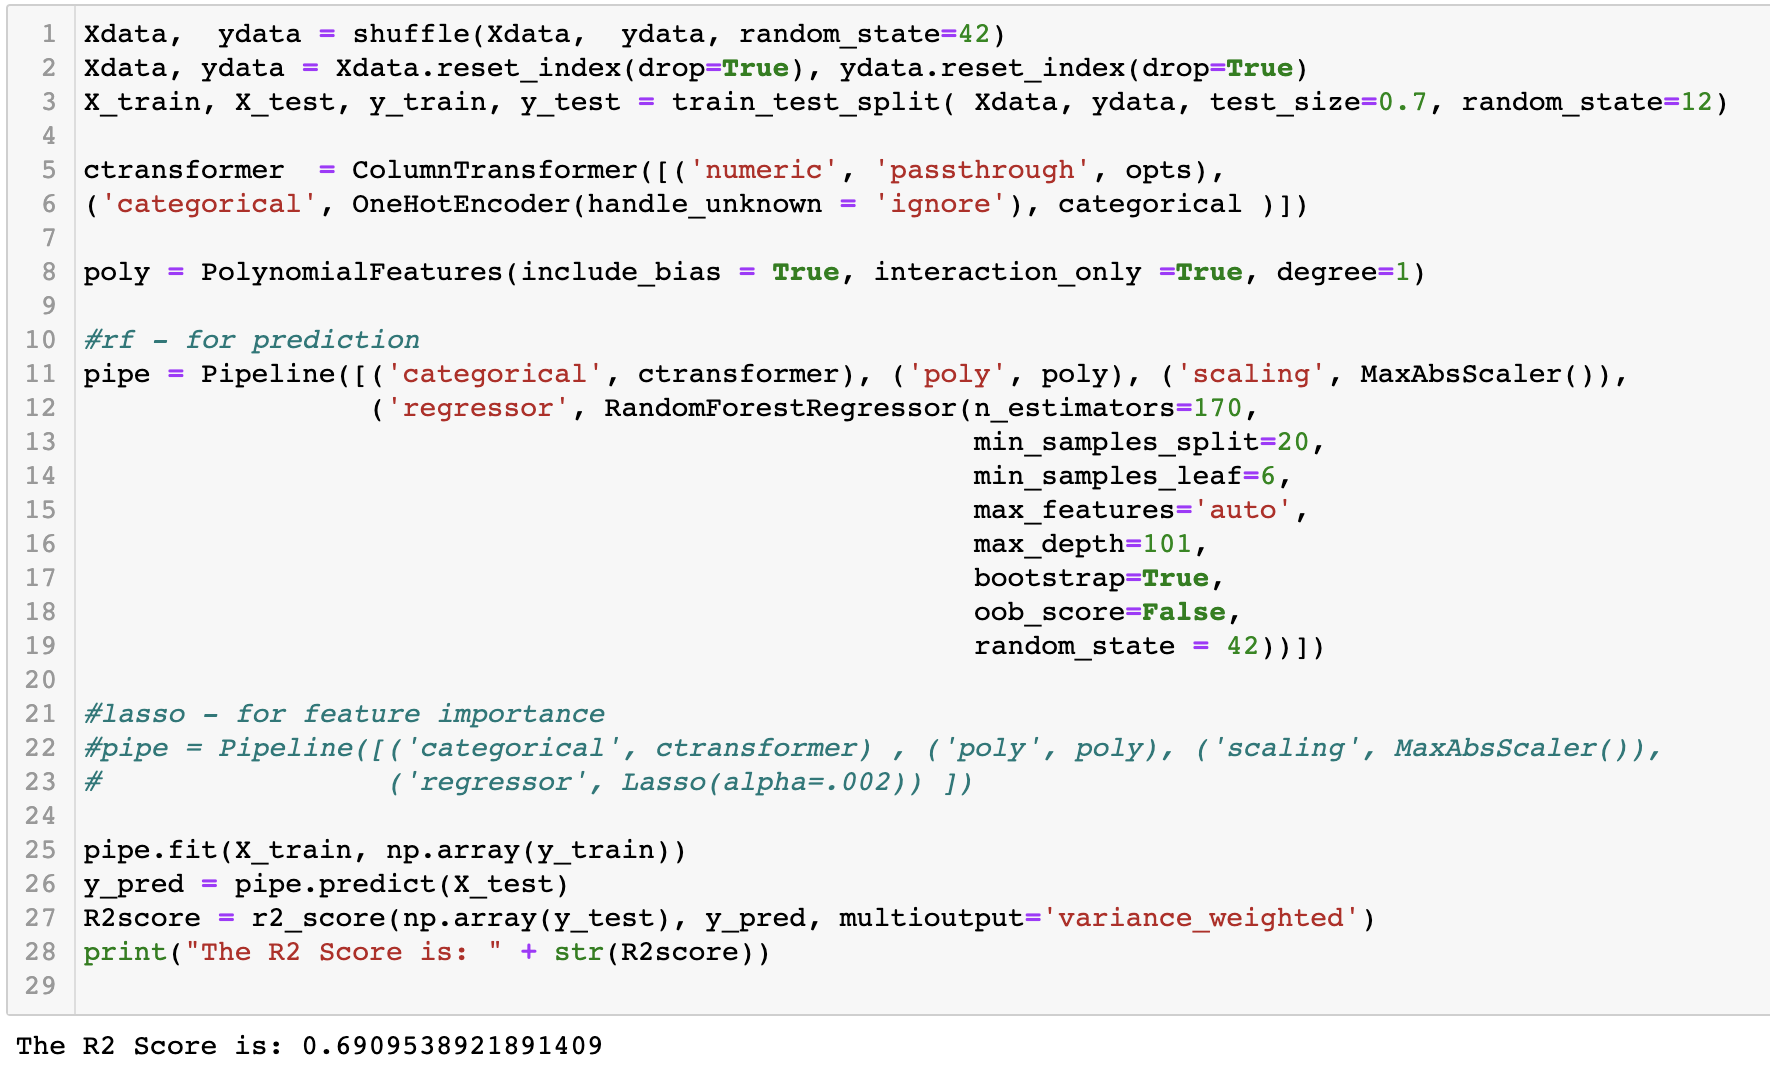 1 Xdata,  ydata = shuffle(Xdata,  ydata, random_state=42)
2 Xdata, ydata = Xdata.reset_index(drop=True), ydata.reset_index(drop=True)
3 X_train, X_test, y_train, y_test = train_test_split( Xdata, ydata, test_size=0.7, random_state=12)
4
5 ctransformer  = ColumnTransformer([('numeric', 'passthrough', opts),
6 ('categorical', OneHotEncoder(handle_unknown = 'ignore'), categorical )])
7
8 poly = PolynomialFeatures(include_bias = True, interaction_only =True, degree=1)
9
10 #rf - for prediction
11 pipe = Pipeline([('categorical', ctransformer), ('poly', poly), ('scaling', MaxAbsScaler()),
12                  ('regressor', RandomForestRegressor(n_estimators=170,
13                                                      min_samples_split=20,
14                                                      min_samples_leaf=6,
15                                                      max_features='auto',
16                                                      max_depth=101,
17                                                      bootstrap=True,
18                                                      oob_score=False,
19                                                      random_state = 42))])
20
21 #lasso - for feature importance
22 #pipe = Pipeline([('categorical', ctransformer) , ('poly', poly), ('scaling', MaxAbsScaler()),
23 #                 ('regressor', Lasso(alpha=.002)) ])
24
25 pipe.fit(X_train, np.array(y_train))
26 y_pred = pipe.predict(X_test)
27 R2score = r2_score(np.array(y_test), y_pred, multioutput='variance_weighted')
28 print("The R2 Score is: " + str(R2score))
29
The R2 Score is: 0.6909538921891409